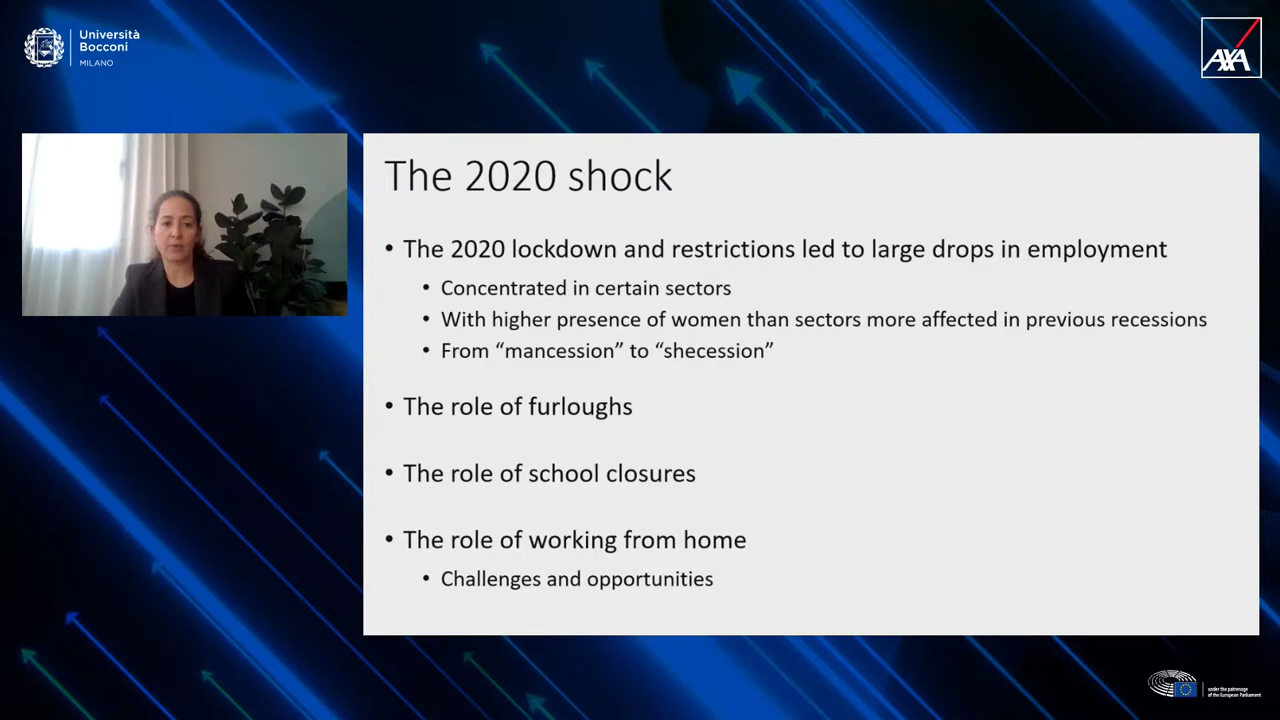 Università
Bocconi
MILANO
AXA
The 2020 shock
• The 2020 lockdown and restrictions led to large drops in employment
• Concentrated in certain sectors
• With higher presence of women than sectors more affected in previous recessions
• From “mancession” to “shecession”
• The role of furloughs
• The role of school closures
• The role of working from home
• Challenges and opportunities
under the patronage
of the European Parliament